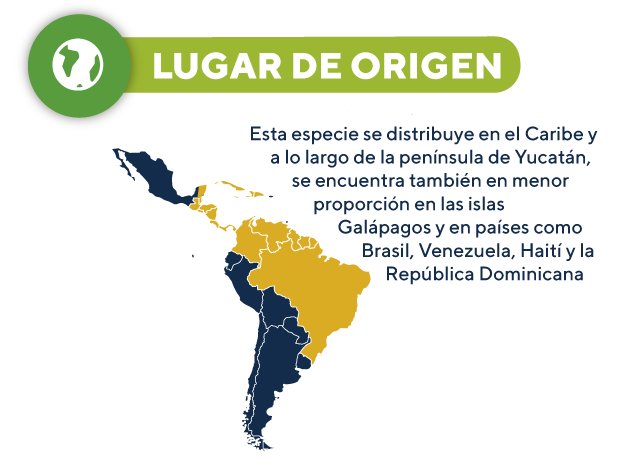 LUGAR DE ORIGEN
Esta especie se distribuye en el Caribe y
a lo largo de la península de Yucatán,
se encuentra también en menor
proporción en las islas
Galápagos y en países como
Brasil, Venezuela, Haití y la
República Dominicana